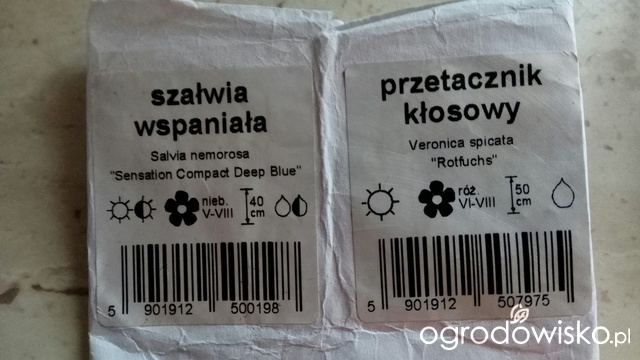 szałwia
wspaniała
Salvia nemorosa
"Sensation Compact Deep Blue"
nieb.
V-VIII
40
cm
5 901912 500198
przetacznik
kłosowy
Veronica spicata
"Rotfuchs"
róż.
VI-VIII
50
cm
5 901912 507975
ogrodowisko.pl